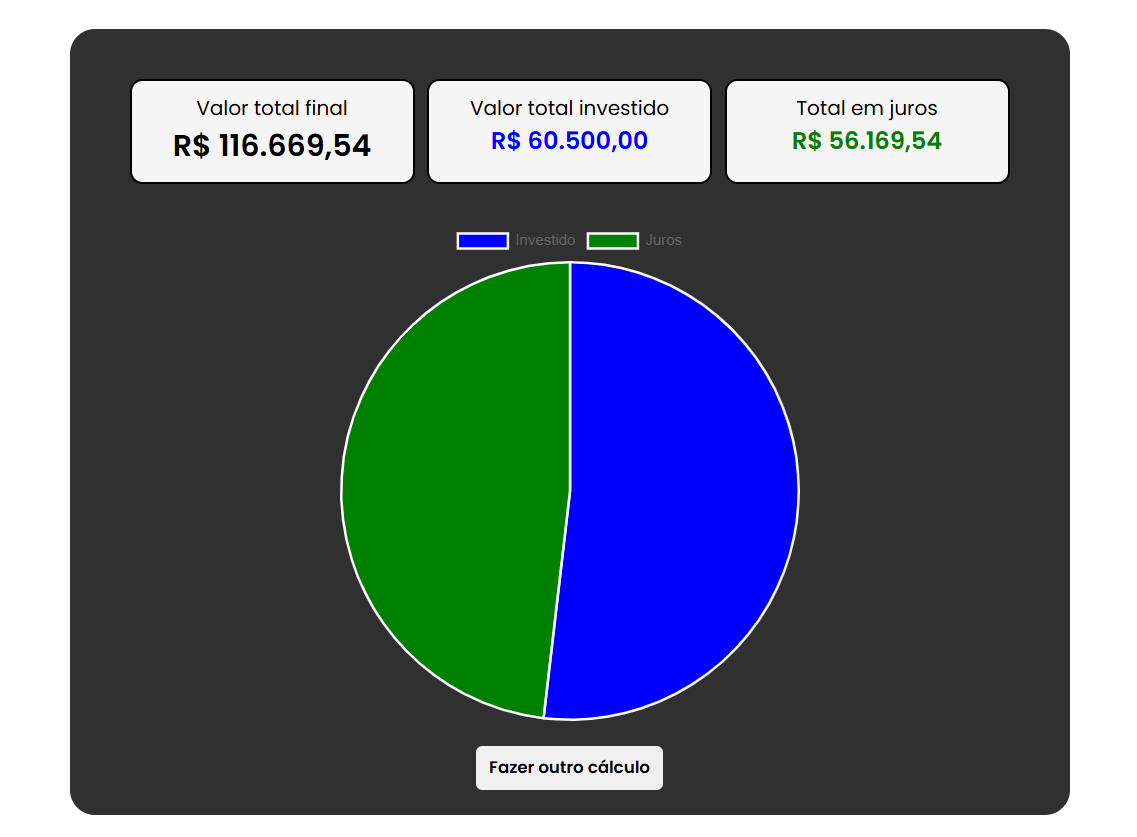 Valor total final
R$ 116.669,54
Valor total investido
R$ 60.500,00
Total em juros
R$ 56.169,54
Investido
Juros
Fazer outro cálculo